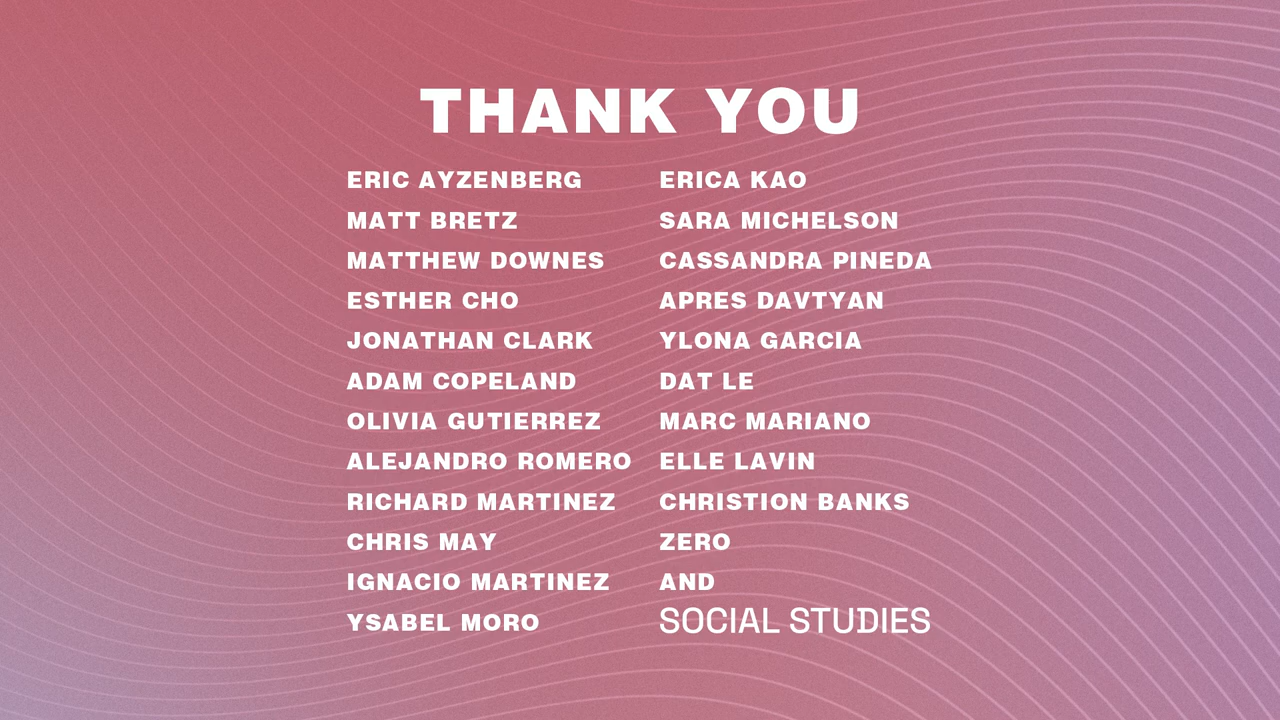 THANK YOU
ERIC AYZENBERG
MATT BRETZ
MATTHEW DOWNES
ESTHER CHO
JONATHAN CLARK
ADAM COPELAND
OLIVIA GUTIERREZ
ALEJANDRO ROMERO
RICHARD MARTINEZ
CHRIS MAY
IGNACIO MARTINEZ
YSABEL MORO
ERICA KAO
SARA MICHELSON
CASSANDRA PINEDA
APRES DAVTYAN
YLONA GARCIA
DAT LE
MARC MARIANO
ELLE LAVIN
CHRISTION BANKS
ZERO
AND
SOCIAL STUDIES